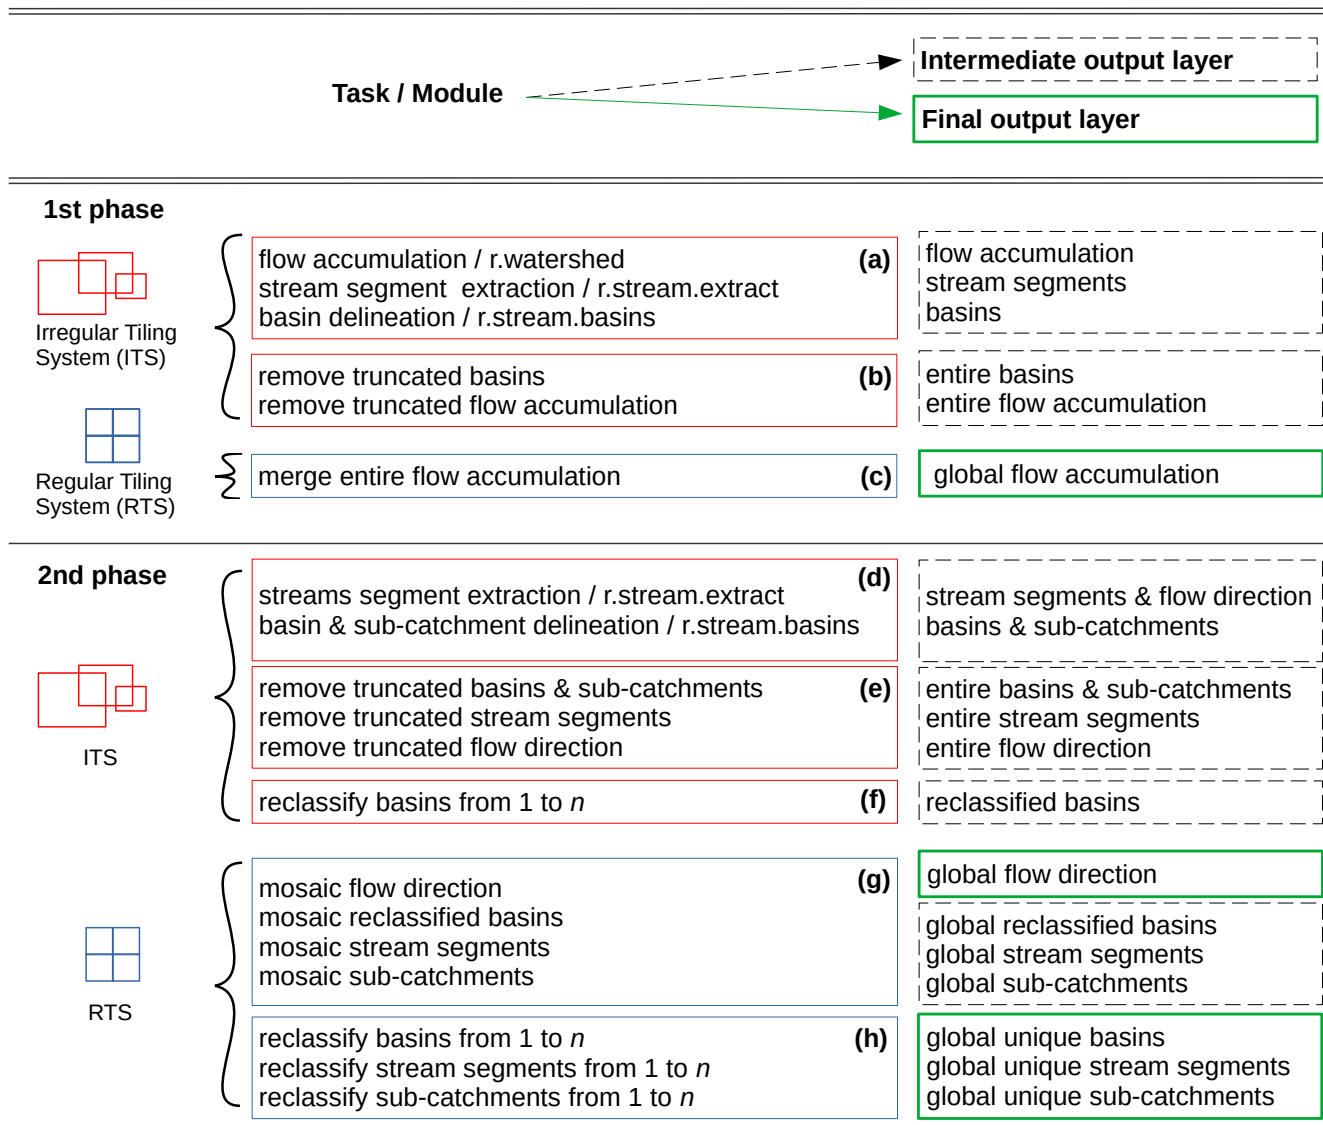 Task / Module
Intermediate output layer
Final output layer
1st phase
Irregular Tiling
System (ITS)
flow accumulation / r.watershed
stream segment  extraction / r.stream.extract
basin delineation / r.stream.basins
(a)
flow accumulation
stream segments
basins
remove truncated basins
remove truncated flow accumulation
(b)
entire basins
entire flow accumulation
Regular Tiling
System (RTS)
merge entire flow accumulation
(c)
global flow accumulation
2nd phase
ITS
streams segment extraction / r.stream.extract
basin & sub-catchment delineation / r.stream.basins
(d)
stream segments & flow direction
basins & sub-catchments
remove truncated basins & sub-catchments
remove truncated stream segments
remove truncated flow direction
(e)
entire basins & sub-catchments
entire stream segments
entire flow direction
reclassify basins from 1 to n
(f)
reclassified basins
RTS
mosaic flow direction
mosaic reclassified basins
mosaic stream segments
mosaic sub-catchments
(g)
global flow direction
global reclassified basins
global stream segments
global sub-catchments
reclassify basins from 1 to n
reclassify stream segments from 1 to n
reclassify sub-catchments from 1 to n
(h)
global unique basins
global unique stream segments
global unique sub-catchments